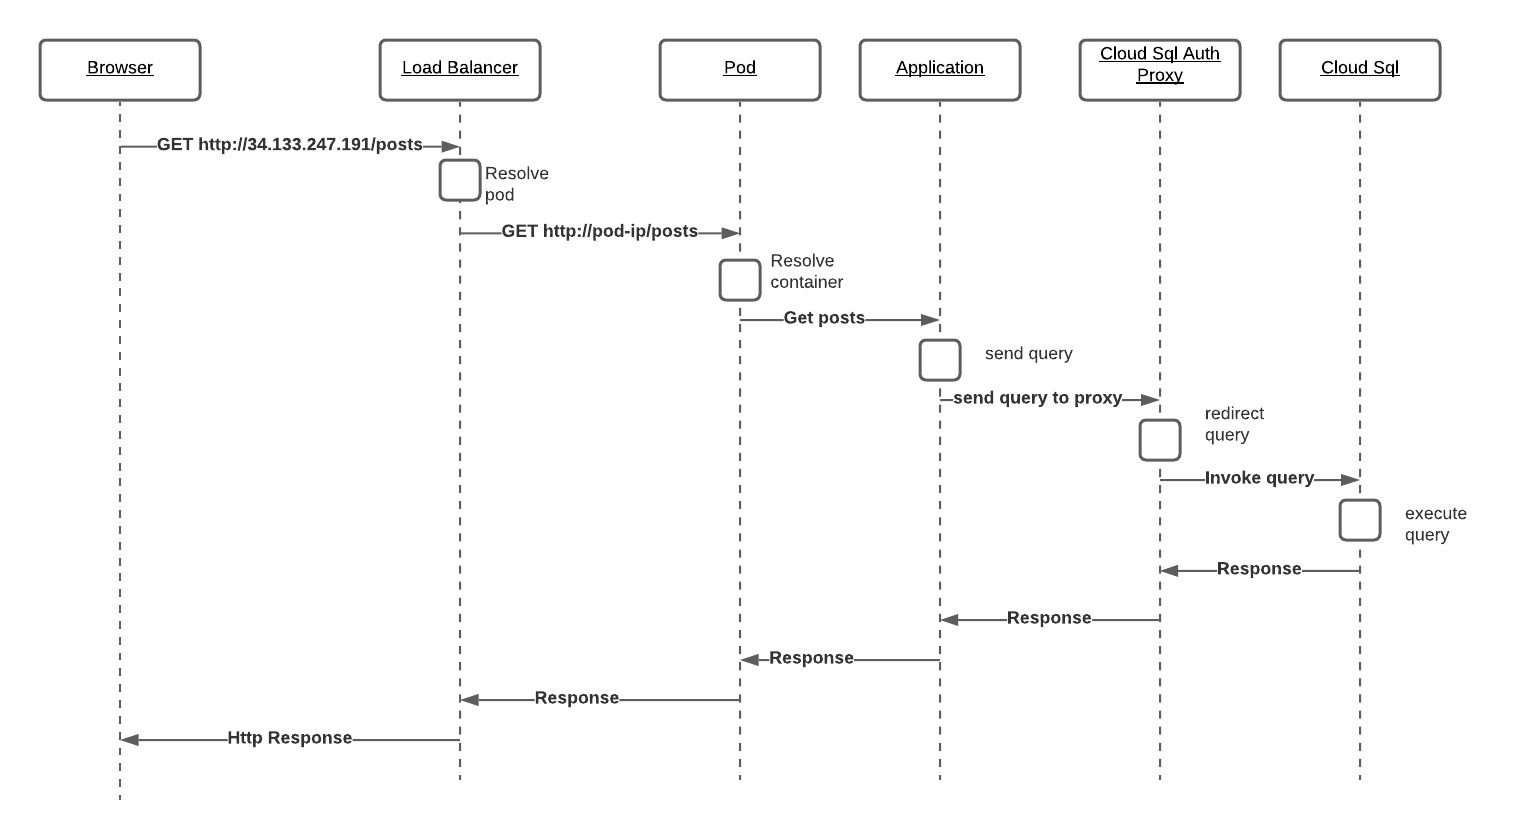 Browser
Load Balancer
Pod
Application
Cloud Sql Auth
Proxy
Cloud Sql
GET http://34.133.247.191/posts
Resolve
pod
GET http://pod-ip/posts
Resolve
container
Get posts
send query
send query to proxy
redirect
query
Invoke query
execute
query
Response
Response
Response
Response
Http Response